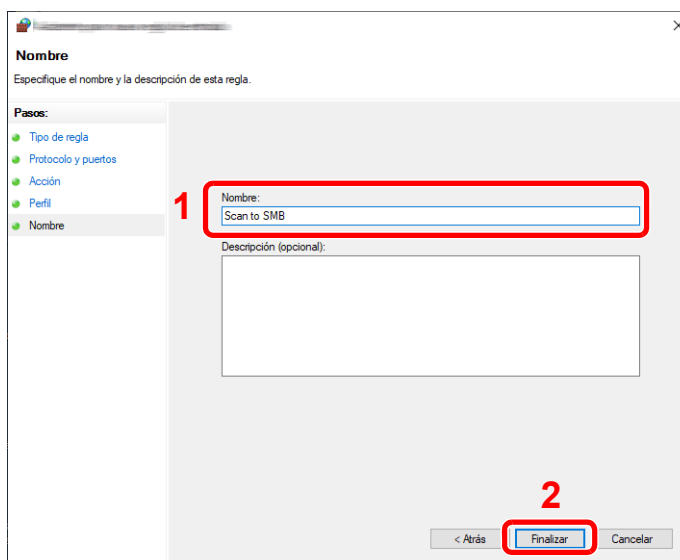 Nombre
Especifique el nombre y la descripción de esta regla.
Pasos:
Tipo de regla
Protocolo y puertos
Acción
Perfil
Nombre
1
Nombre:
Scan to SMB
Descripción (opcional):
2
< Atrás
Finalizar
Cancelar